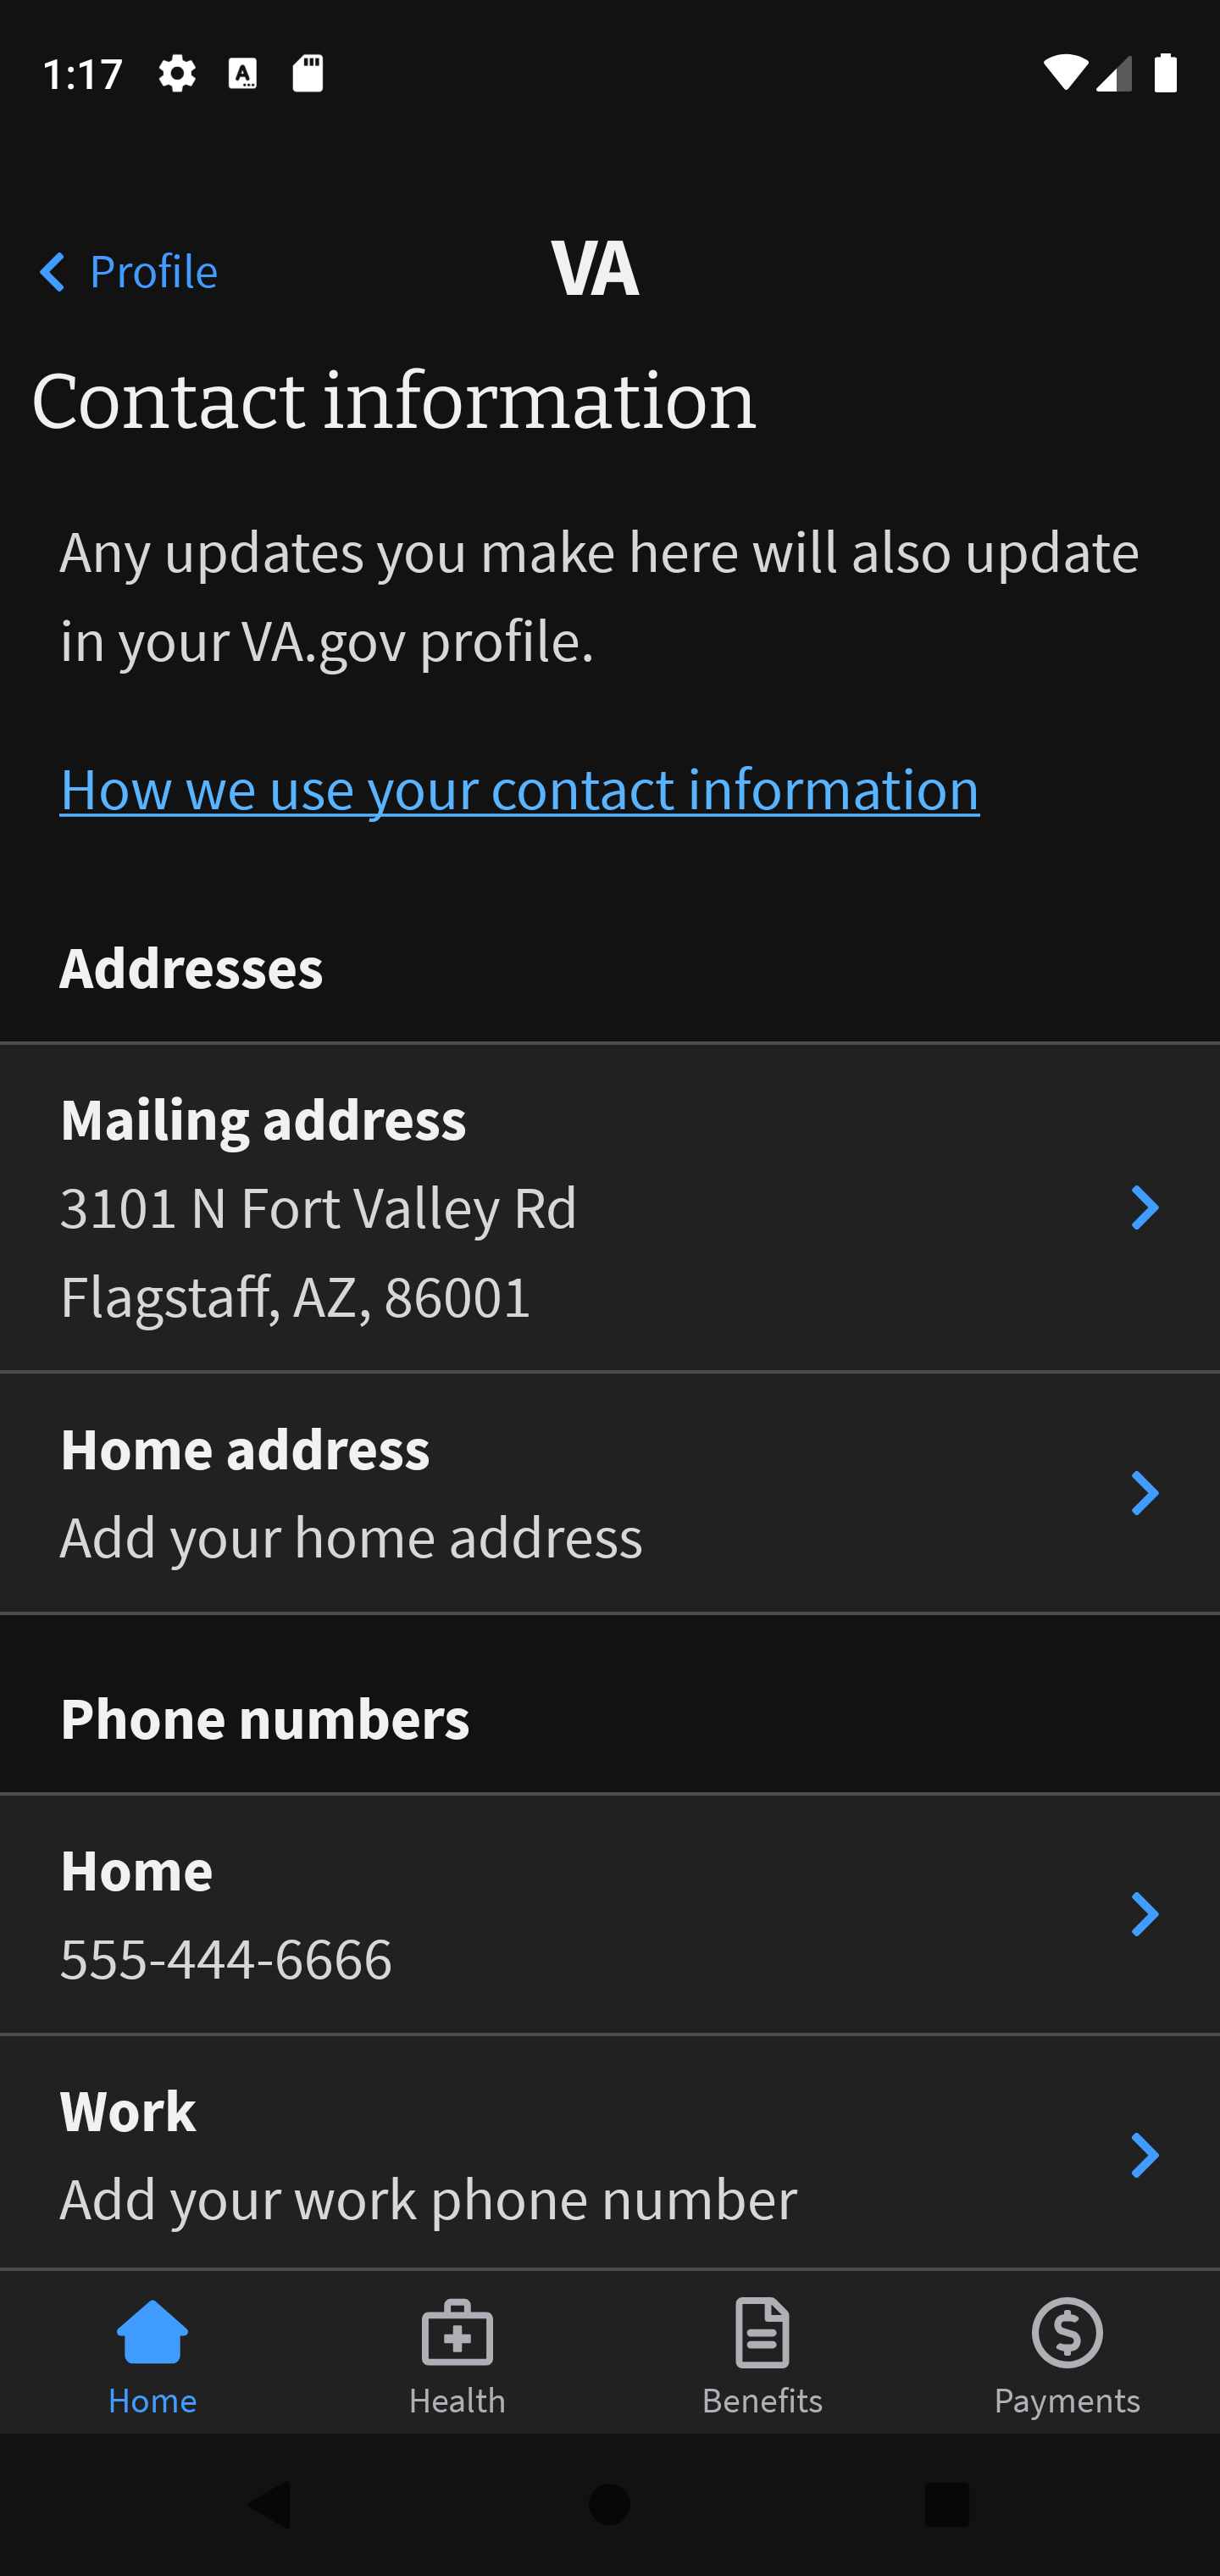 1:17
Profile
VA
Contact information
Any updates you make here will also update
in your VA.gov profile.
How we use your contact information
Addresses
Mailing address
3101 N Fort Valley Rd
Flagstaff, AZ, 86001
Home address
Add your home address
Phone numbers
Home
555-444-6666
Work
Add your work phone number
Home
Health
Benefits
Payments